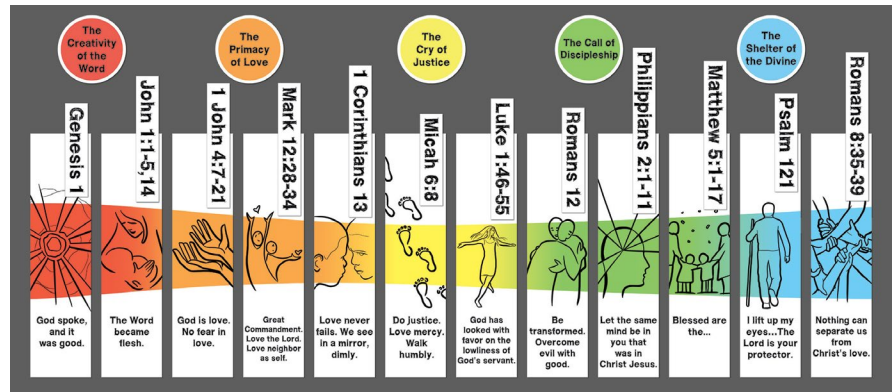 The
Creativity
of the
Word
The
Primacy
of Love
The
Cry of
Justice
The Call of
Discipleship
The
Shelter of
the Divine
Genesis 1
John 1:1-5,14
1 John 4:7-21
Mark 12:28-34
1 Corinthians 13
Micah 6:8
Luke 1:46-55
Romans 12
Philippians 2:1-11
Matthew 5:1-17
Psalm 121
Romans 8:35-39
God spoke,
and it
was good.
The Word
became
flesh.
God is love.
No fear in
love.
Great
Commandment.
Love the Lord.
Love neighbor
as self.
Love never
fails. We see
in a mirror,
dimly.
Do justice.
Love mercy.
Walk
humbly.
God has
looked with
favor on the
lowliness of
God's servant.
Be
transformed.
Overcome
evil with
good.
Let the same
mind be in
you that
was in
Christ Jesus.
Blessed are
the...
I lift up my
eyes...The
Lord is your
protector.
Nothing can
separate us
from
Christ's love.